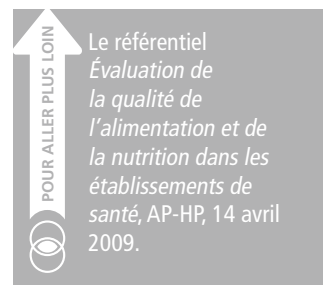 POUR ALLER PLUS LOIN
Le référentiel
Évaluation de
la qualité de
l'alimentation et de
la nutrition dans les
établissements de
santé, AP-HP, 14 avril
2009.